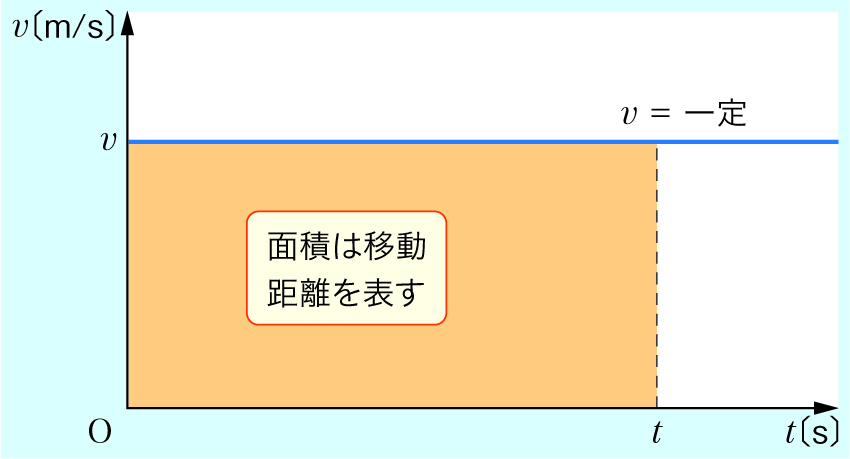 v〔m/s〕
v = 一定
v
面積は移動
距離を表す
O
t
t〔s〕